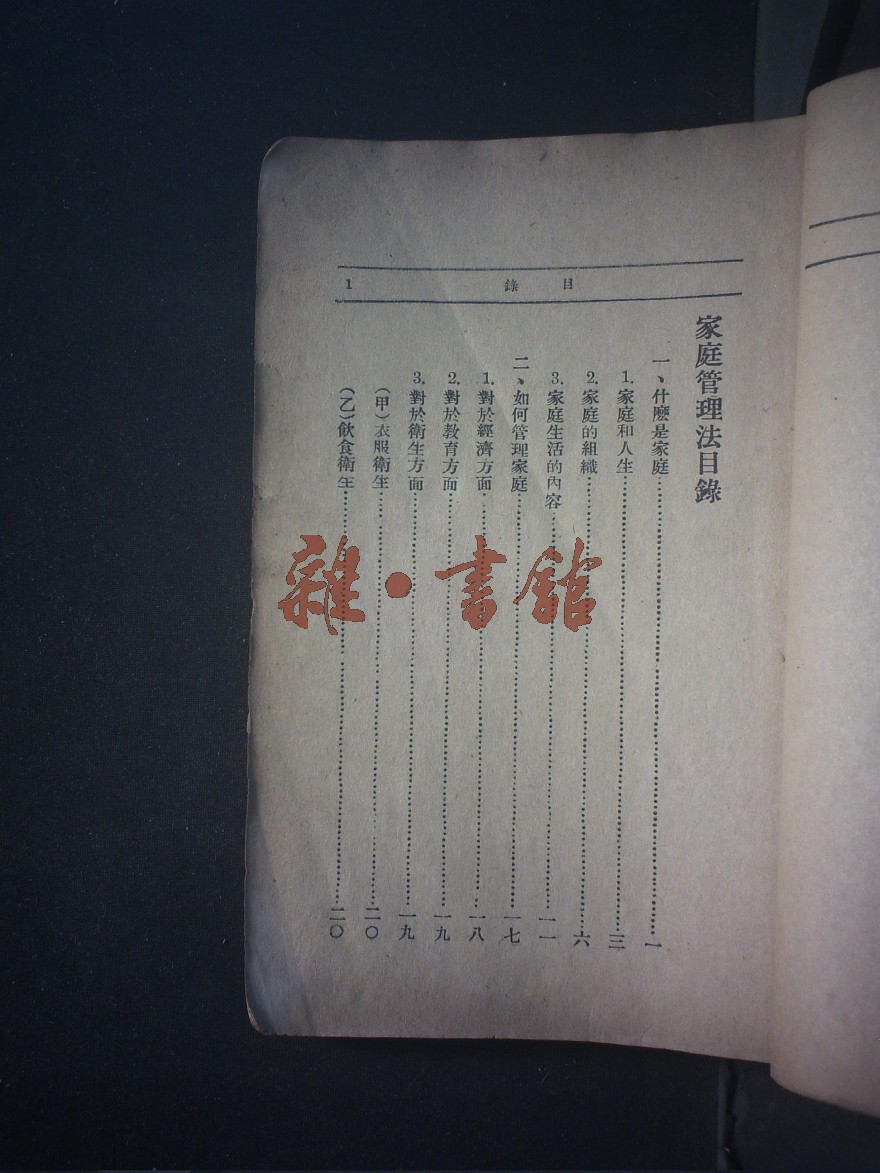 目錄 1
家庭管理法目錄
一、什麽是家庭……一
1.家庭和人生……三
2.家庭的組織……六
3.家庭生活的內容……一一
二、如何管理家庭……一七
1.對於經濟方面……一八
2.對於教育方面……一九
3.對於衛生方面……一九
(甲)衣服衛生……二〇
(乙)飲食衛生……二〇
雜·書館